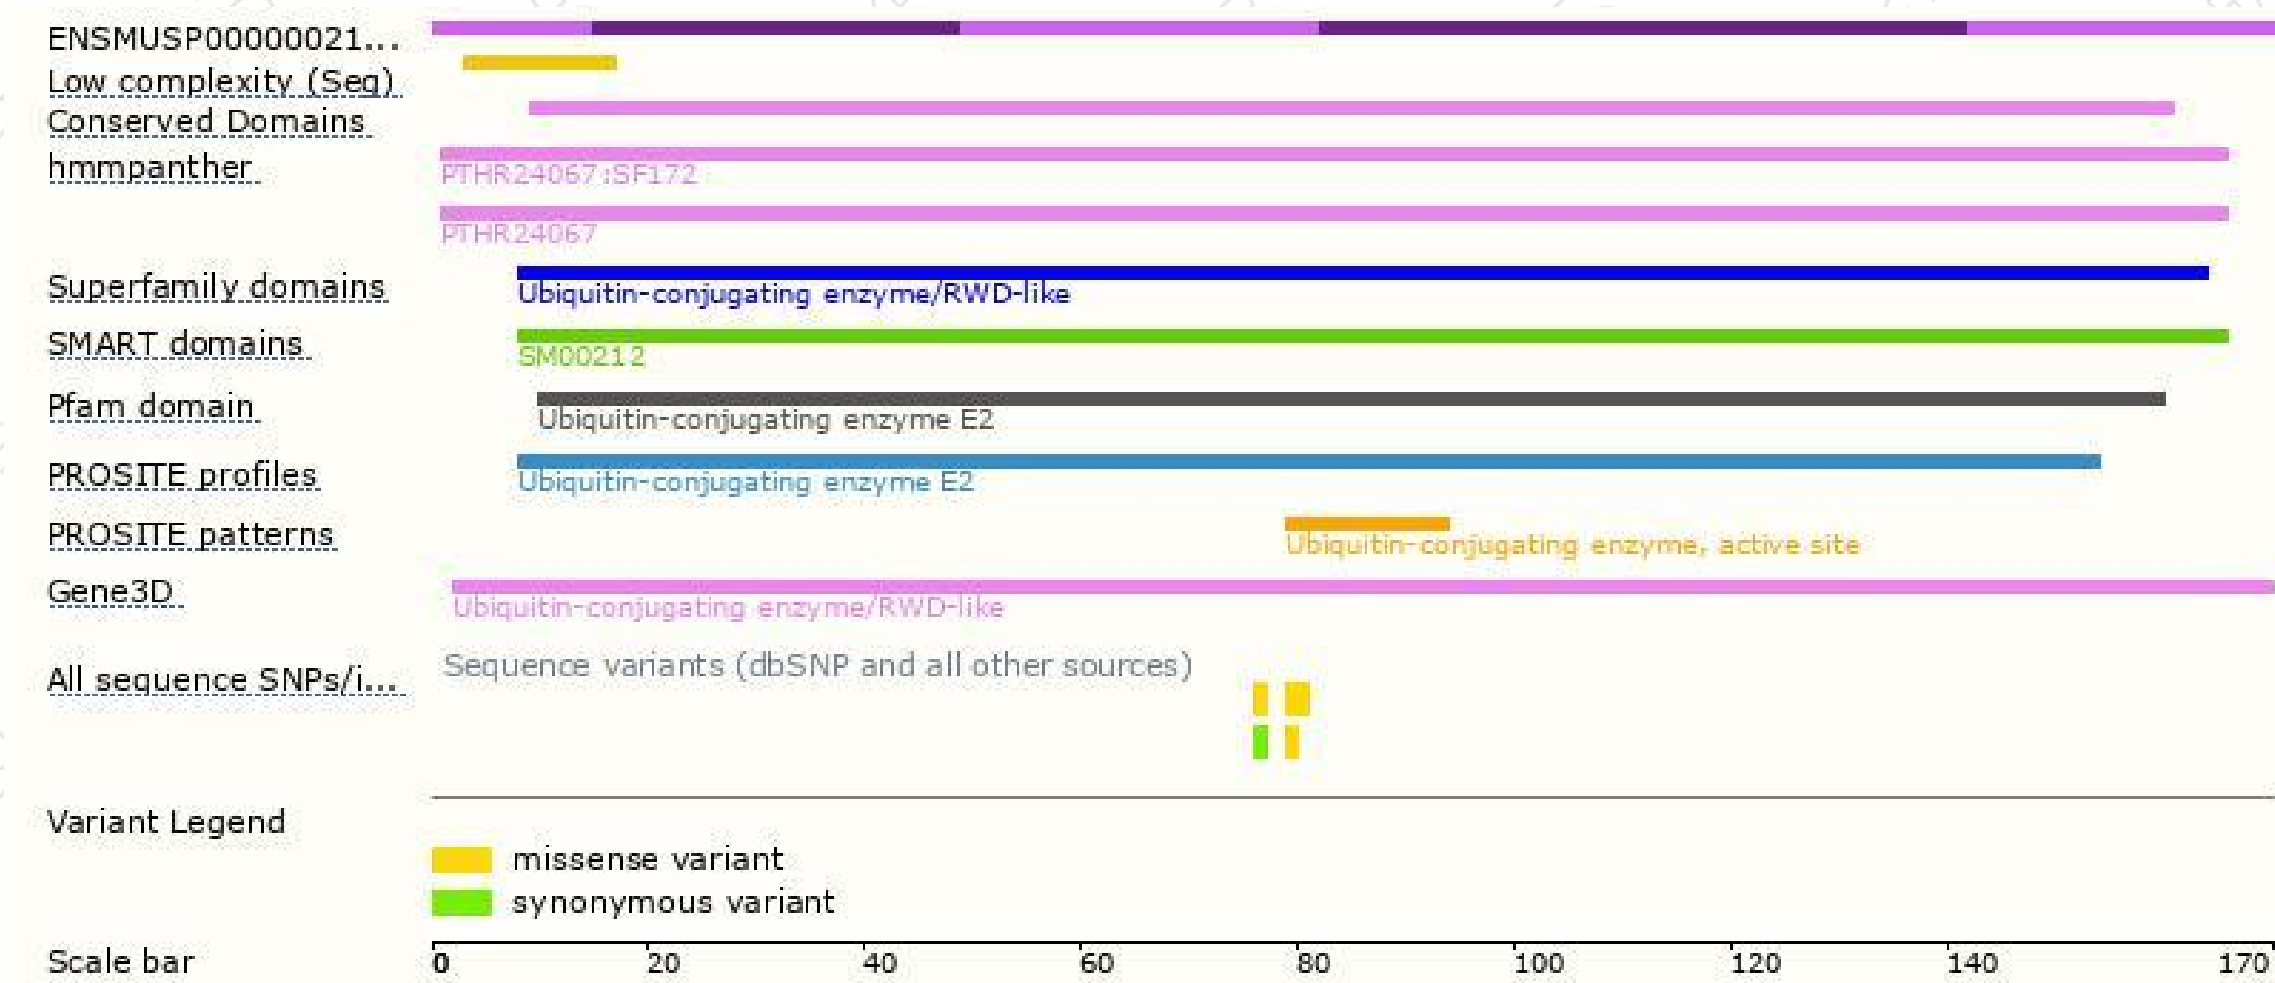 ENSMUSP00000021...
Low complexity (Seg)
Conserved Domains
hmmpanther
PTHR24067:SF172
PTHR24067
Superfamily domains
Ubiquitin-conjugating enzyme/RWD-like
SMART domains
SM00212
Pfam domain
Ubiquitin-conjugating enzyme E2
PROSITE profiles
Ubiquitin-conjugating enzyme E2
PROSITE patterns
Ubiquitin-conjugating enzyme, active site
Gene3D
Ubiquitin-conjugating enzyme/RWD-like
All sequence SNPs/i...
Sequence variants (dbSNP and all other sources)
Variant Legend
missense variant
synonymous variant
Scale bar
0 20 40 60 80 100 120 140 170